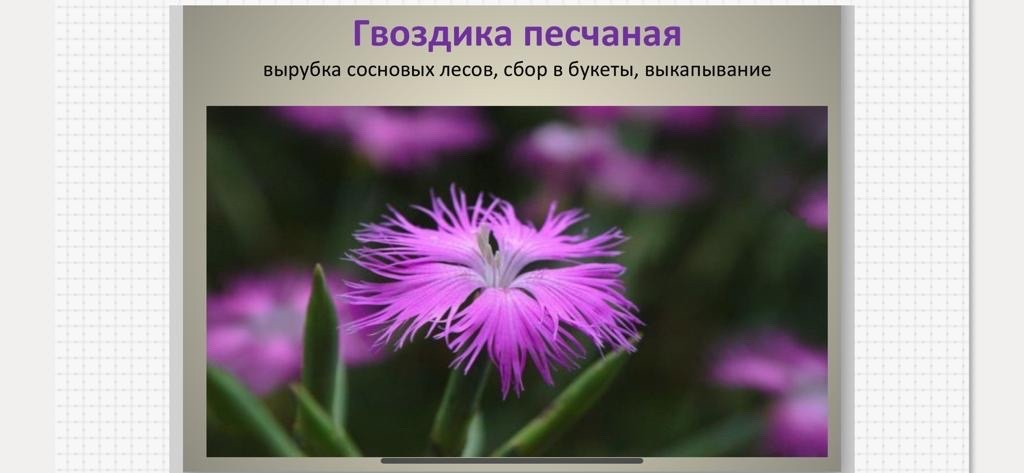 Гвоздика песчаная
вырубка сосновых лесов, сбор в букеты, выкапывание